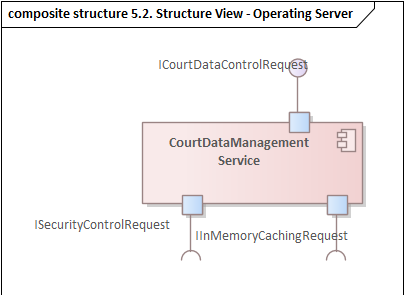 composite structure 5.2. Structure View - Operating Server
ICourtDataControlRequest
CourtDataManagement
Service
ISecurityControlRequest
IInMemoryCachingRequest